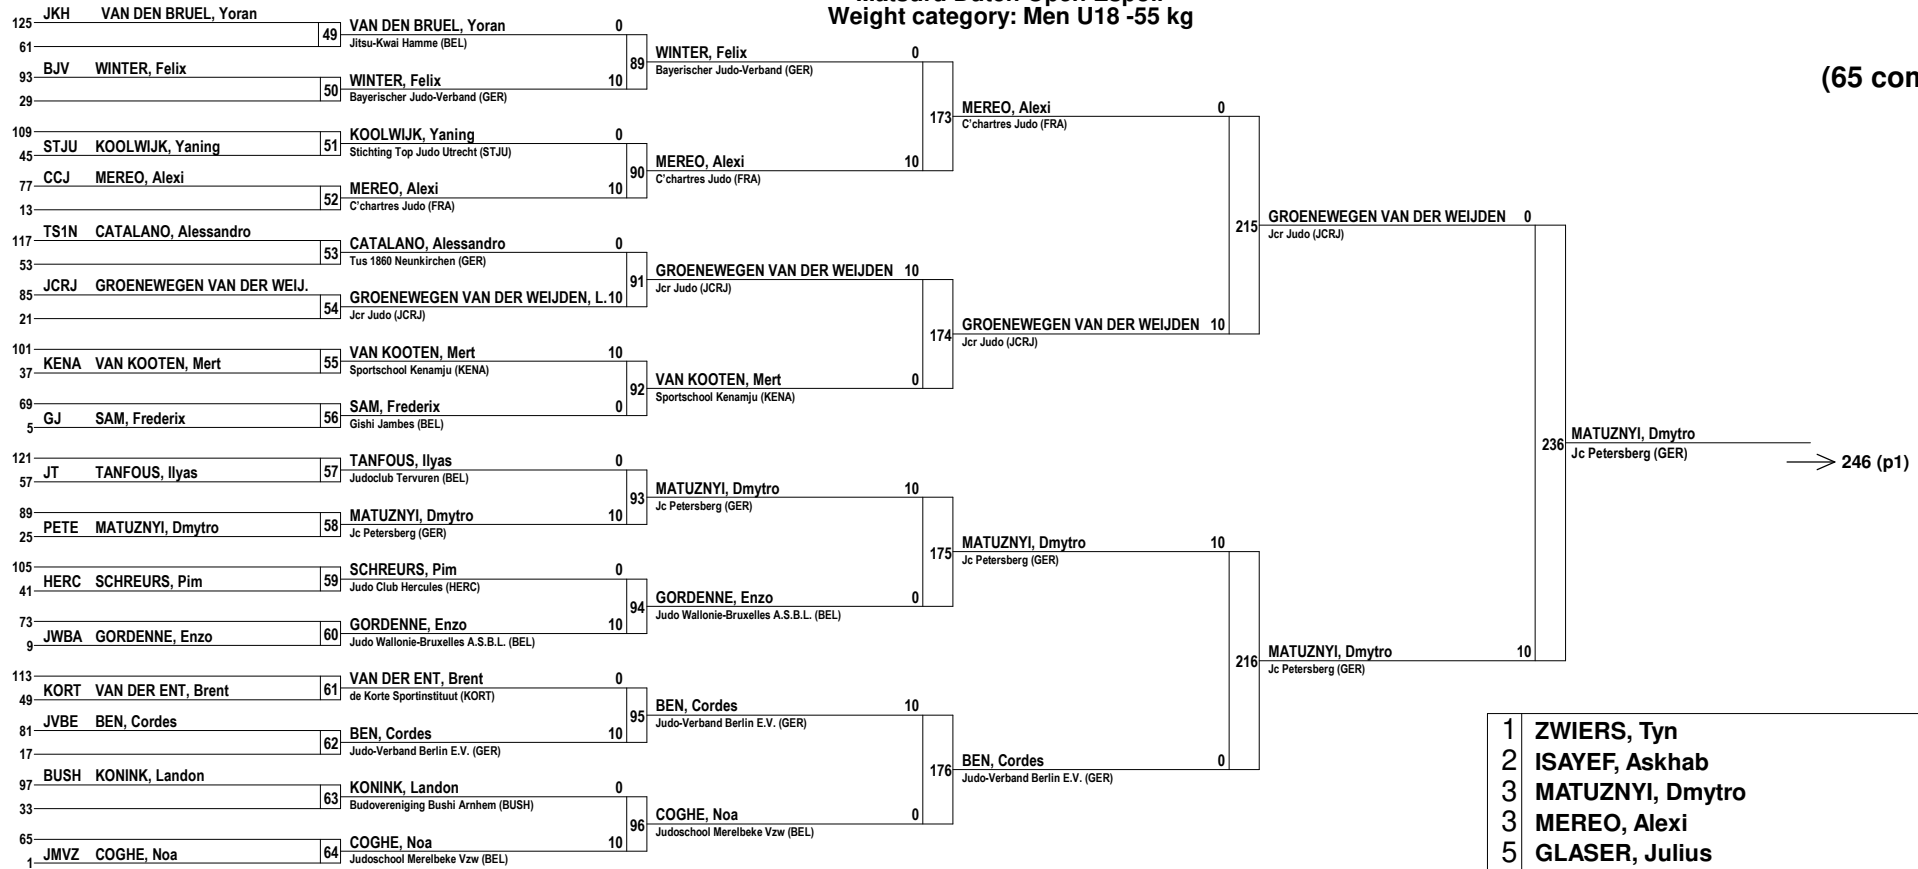 Weight category: Men U18 -55 kg
(65 con
125 JKH VAN DEN BRUEL, Yoran
61
49
93 BJV WINTER, Felix
29
50
109
45 STJU KOOLWIJK, Yaning
51
77 CCJ MEREO, Alexi
13
52
117 TS1N CATALANO, Alessandro
53
53
85 JCRJ GROENEWEGEN VAN DER WEIJ.
21
54
101
37 KENA VAN KOOTEN, Mert
55
69
5 GJ SAM, Frederix
56
121
57 JT TANFOUS, Ilyas
57
89
25 PETE MATUZNYI, Dmytro
58
105
41 HERC SCHREURS, Pim
59
73
9 JWBA GORDENNE, Enzo
60
113
49 KORT VAN DER ENT, Brent
61
81 JVBE BEN, Cordes
17
62
97 BUSH KONINK, Landon
33
63
65
1 JMVZ COGHE, Noa
64
VAN DEN BRUEL, Yoran 0
Jitsu-Kwai Hamme (BEL)
89
WINTER, Felix 10
Bayerischer Judo-Verband (GER)
KOOLWIJK, Yaning 0
Stichting Top Judo Utrecht (STJU)
90
MEREO, Alexi 10
C'chartres Judo (FRA)
CATALANO, Alessandro 0
Tus 1860 Neunkirchen (GER)
91
GROENEWEGEN VAN DER WEIJDEN, L. 10
Jcr Judo (JCRJ)
VAN KOOTEN, Mert 10
Sportschool Kenamju (KENA)
92
SAM, Frederix 0
Gishi Jambes (BEL)
TANFOUS, Ilyas 0
Judoclub Tervuren (BEL)
93
MATUZNYI, Dmytro 10
Jc Petersberg (GER)
SCHREURS, Pim 0
Judo Club Hercules (HERC)
94
GORDENNE, Enzo 10
Judo Wallonie-Bruxelles A.S.B.L. (BEL)
VAN DER ENT, Brent 0
de Korte Sportinstituut (KORT)
95
BEN, Cordes 10
Judo-Verband Berlin E.V. (GER)
KONINK, Landon 0
Budovereniging Bushi Arnhem (BUSH)
96
COGHE, Noa 10
Judoschool Merelbeke Vzw (BEL)
WINTER, Felix 0
Bayerischer Judo-Verband (GER)
173
MEREO, Alexi 10
C'chartres Judo (FRA)
GROENEWEGEN VAN DER WEIJDEN 10
Jcr Judo (JCRJ)
174
VAN KOOTEN, Mert 0
Sportschool Kenamju (KENA)
MATUZNYI, Dmytro 10
Jc Petersberg (GER)
175
GORDENNE, Enzo 0
Judo Wallonie-Bruxelles A.S.B.L. (BEL)
BEN, Cordes 10
Judo-Verband Berlin E.V. (GER)
176
COGHE, Noa 0
Judoschool Merelbeke Vzw (BEL)
MEREO, Alexi 0
C'chartres Judo (FRA)
215
GROENEWEGEN VAN DER WEIJDEN 10
Jcr Judo (JCRJ)
MATUZNYI, Dmytro 10
Jc Petersberg (GER)
216
BEN, Cordes 0
Judo-Verband Berlin E.V. (GER)
GROENEWEGEN VAN DER WEIJDEN 0
Jcr Judo (JCRJ)
236
MATUZNYI, Dmytro 10
Jc Petersberg (GER)
MATUZNYI, Dmytro
Jc Petersberg (GER)
246 (p1)
1 ZWIERS, Tyn
2 ISAYEF, Askhab
3 MATUZNYI, Dmytro
3 MEREO, Alexi
5 GLASER, Julius